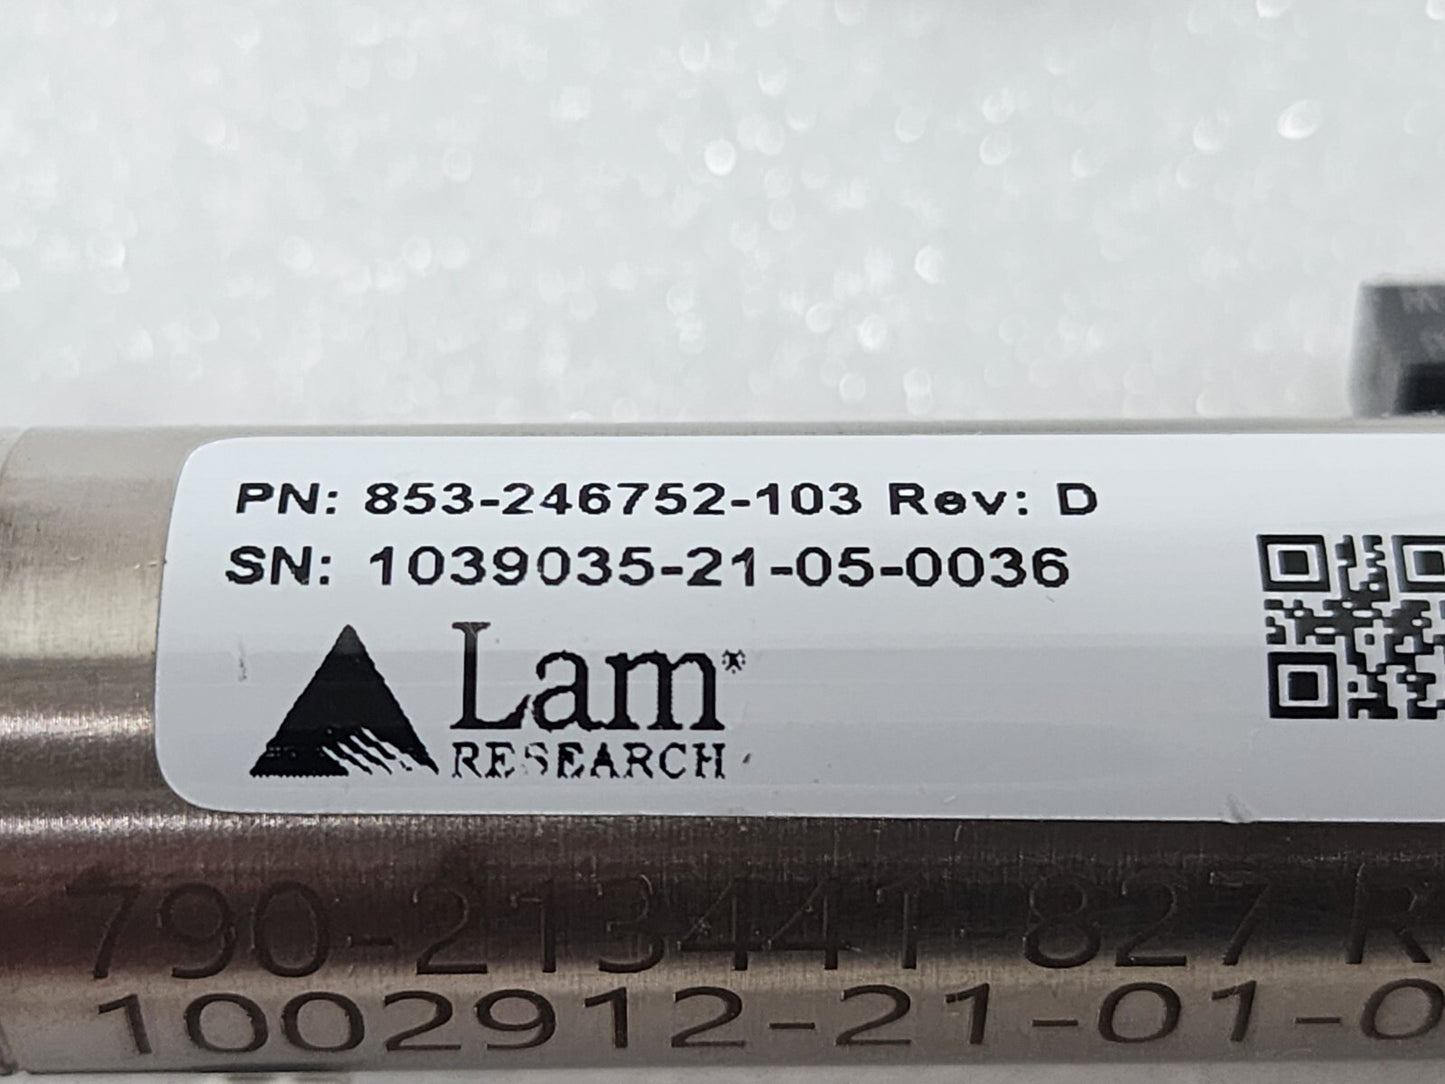 PN: 853-246752-103 Rev: D
SN: 1039035-21-05-0036
Lam®
RESEARCH
790-213441-827 R
1002912-21-01-0